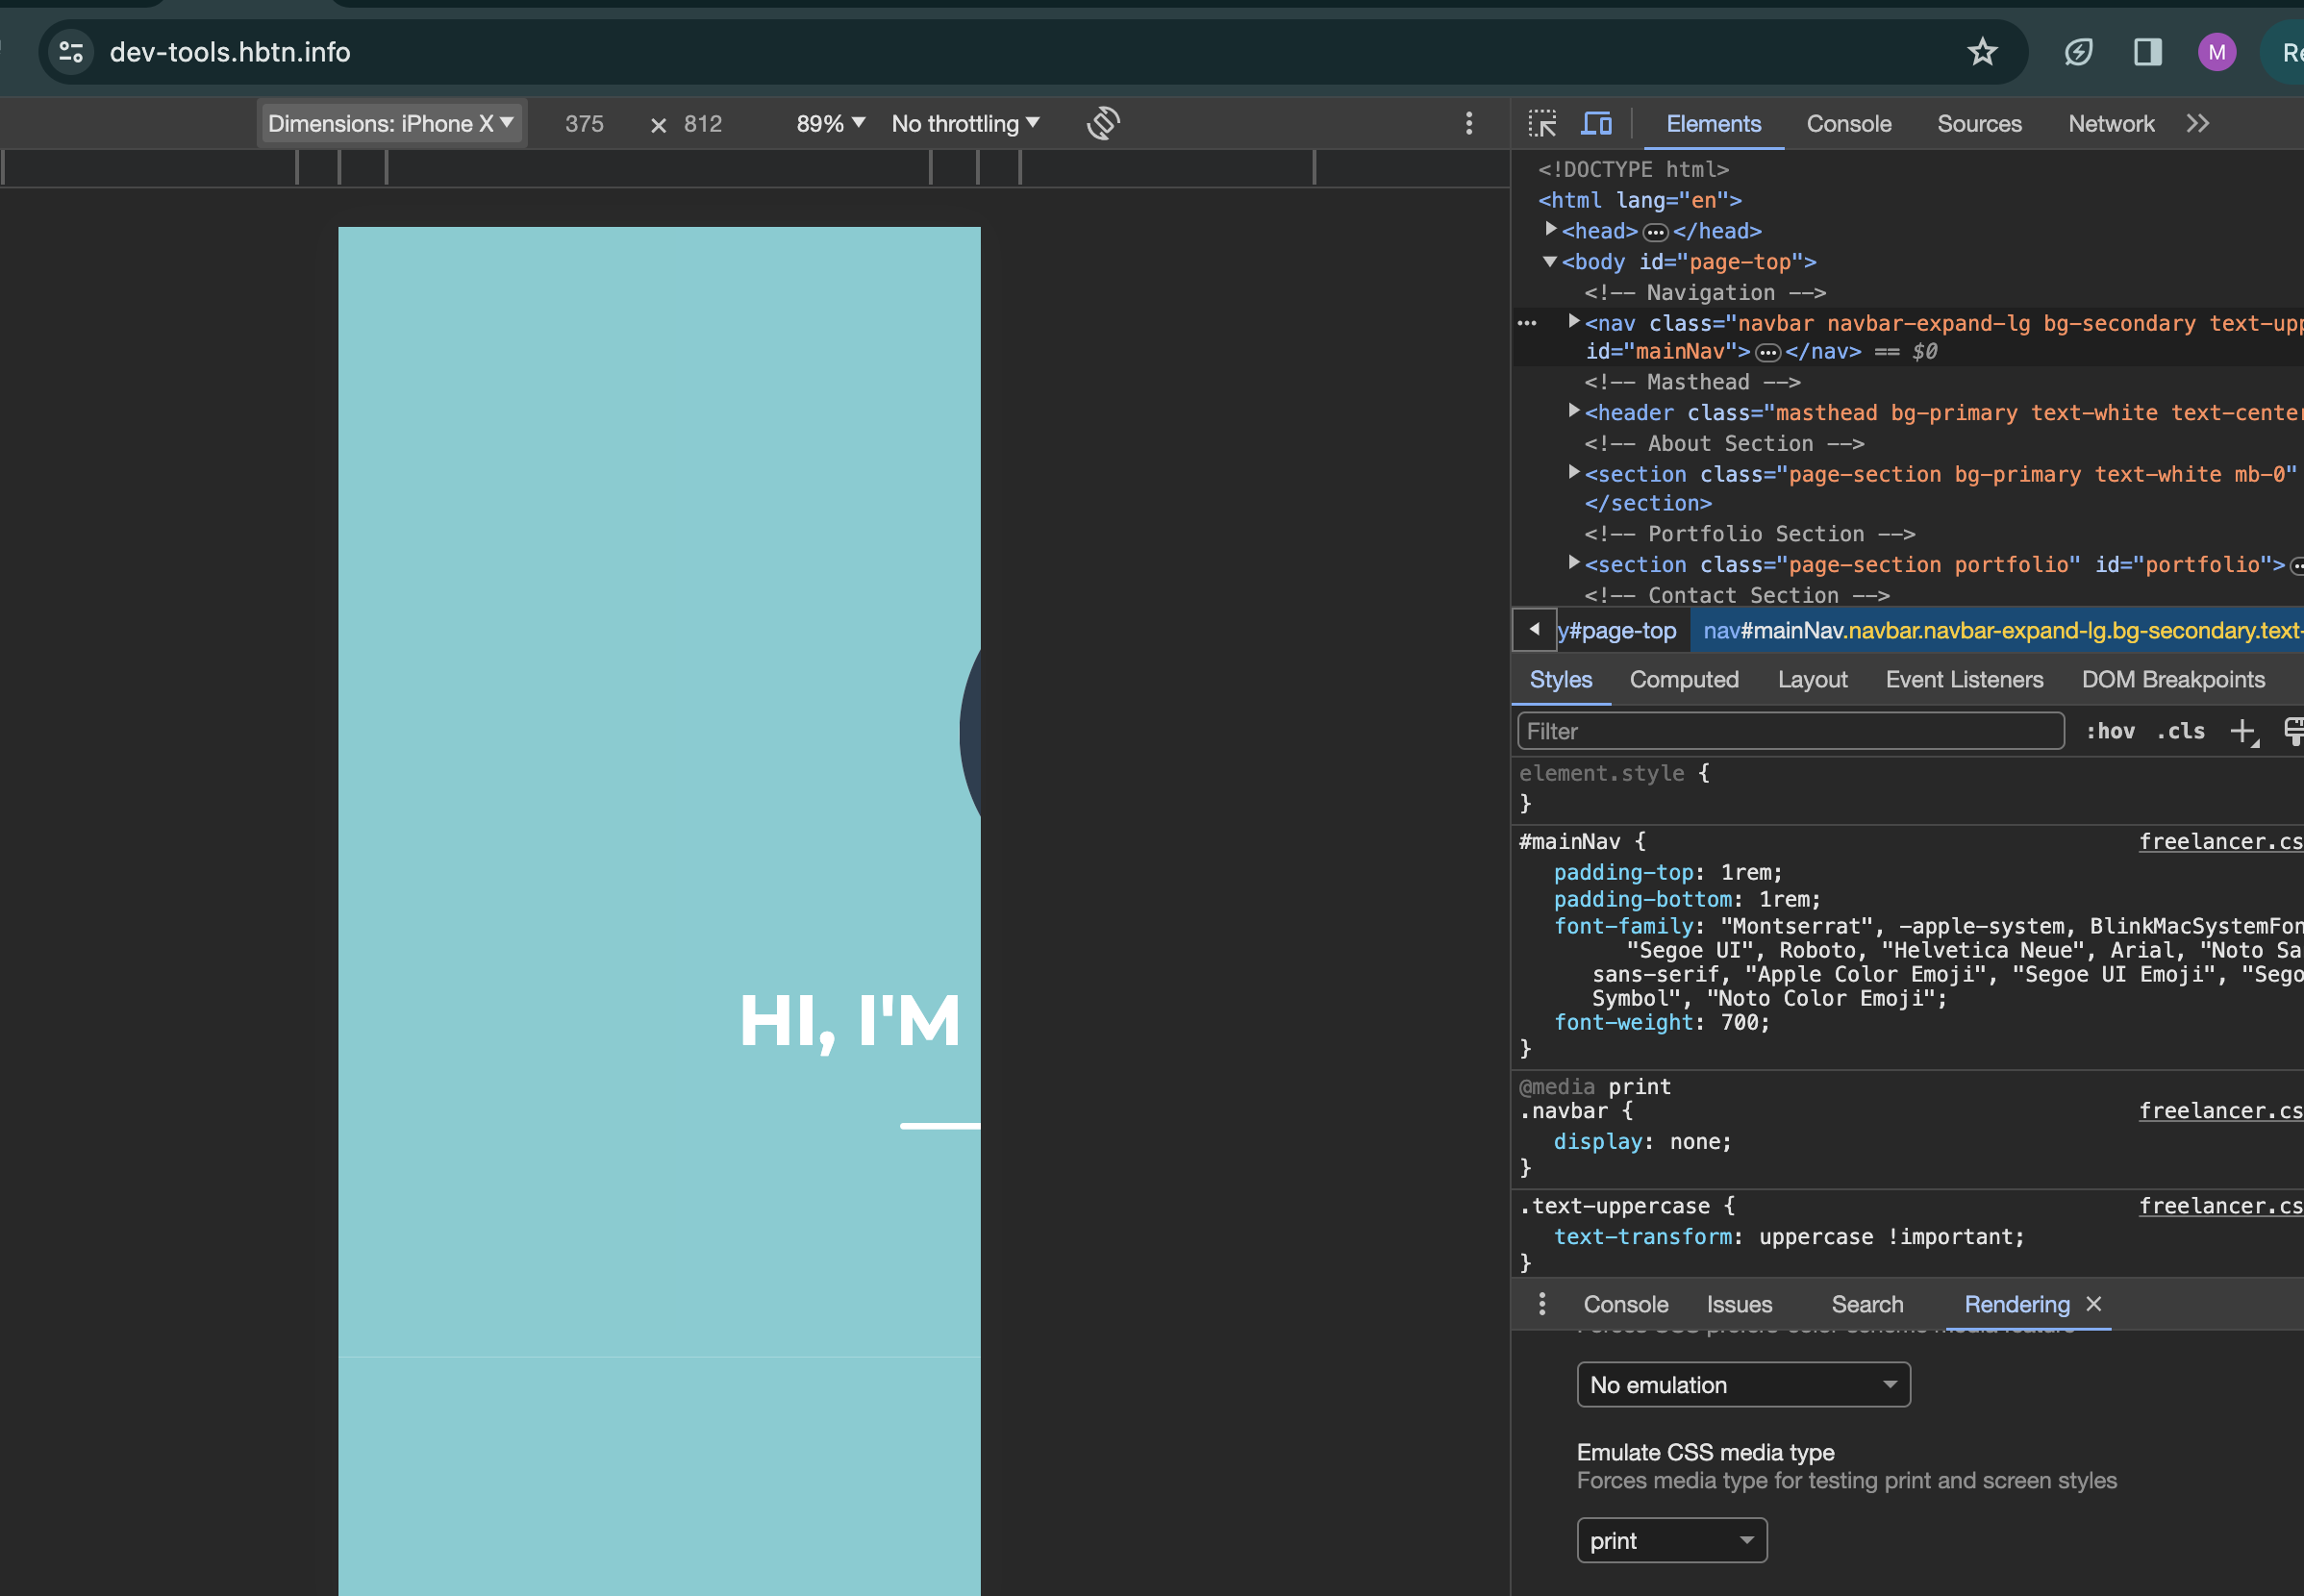 dev-tools.hbtn.info
M
Dimensions: iPhone X 375 × 812 89% No throttling
Elements Console Sources Network
<!DOCTYPE html>
<html lang="en">
<head> </head>
<body id="page-top">
<!-- Navigation -->
<nav class="navbar navbar-expand-lg bg-secondary
id="mainNav"> </nav> == $0
<!-- Masthead -->
<header class="masthead bg-primary text-white
<!-- About Section -->
<section class="page-section bg-primary text-white mb-0"
</section>
<!-- Portfolio Section -->
<section class="page-section portfolio" id="portfolio">
<!-- Contact Section -->
y#page-top nav#mainNav.navbar.navbar-expand-lg.bg-secondary.text-
Styles Computed Layout Event Listeners DOM Breakpoints
Filter :hov .cls
element.style {
}
#mainNav { freelancer.cs
padding-top: 1rem;
padding-bottom: 1rem;
font-family: "Montserrat", -apple-system, BlinkMacSystemFon
"Segoe UI", Roboto, "Helvetica Neue", Arial, "Noto Sa
sans-serif, "Apple Color Emoji", "Segoe UI Emoji", "Sego
Symbol", "Noto Color Emoji";
font-weight: 700;
}
@media print
.navbar { freelancer.cs
display: none;
}
.text-uppercase { freelancer.cs
text-transform: uppercase !important;
}
Console Issues Search Rendering
No emulation
Emulate CSS media type
Forces media type for testing print and screen styles
print
HI, I'M